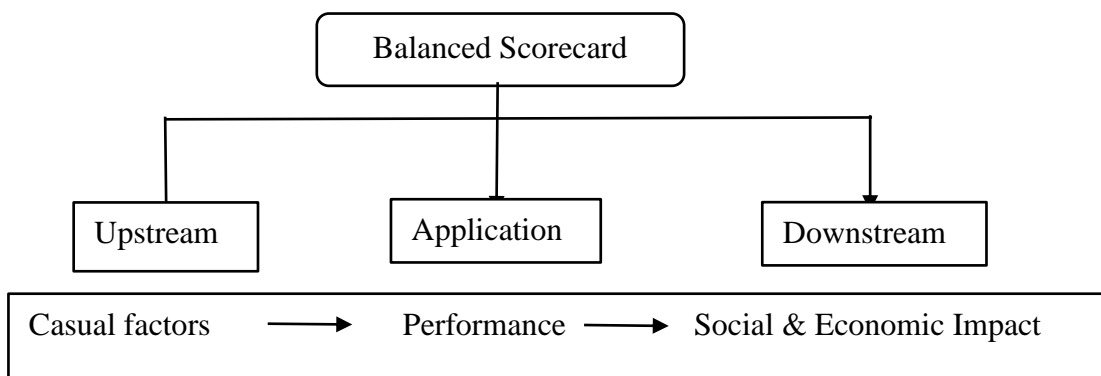 Balanced Scorecard
Upstream Application Downstream
Casual factors Performance Social & Economic Impact